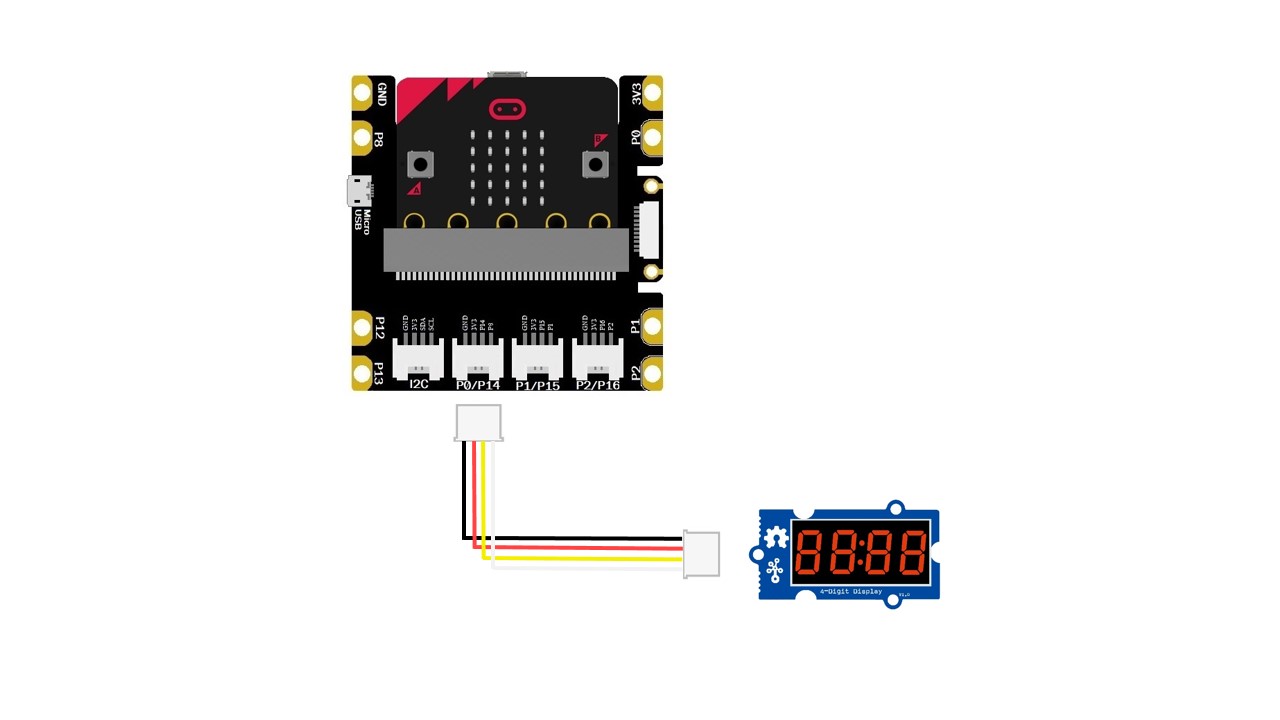 GND
3V3
P8
P0
B
A
Micro
USB
P12
P1
P13
P2
GND 3V3 SDA SCL
GND 3V3 P14 P0
GND 3V3 P15 P1
GND 3V3 P16 P2
I2C
P0/P14
P1/P15
P2/P16
88:88
4-Digit Display
V1.0